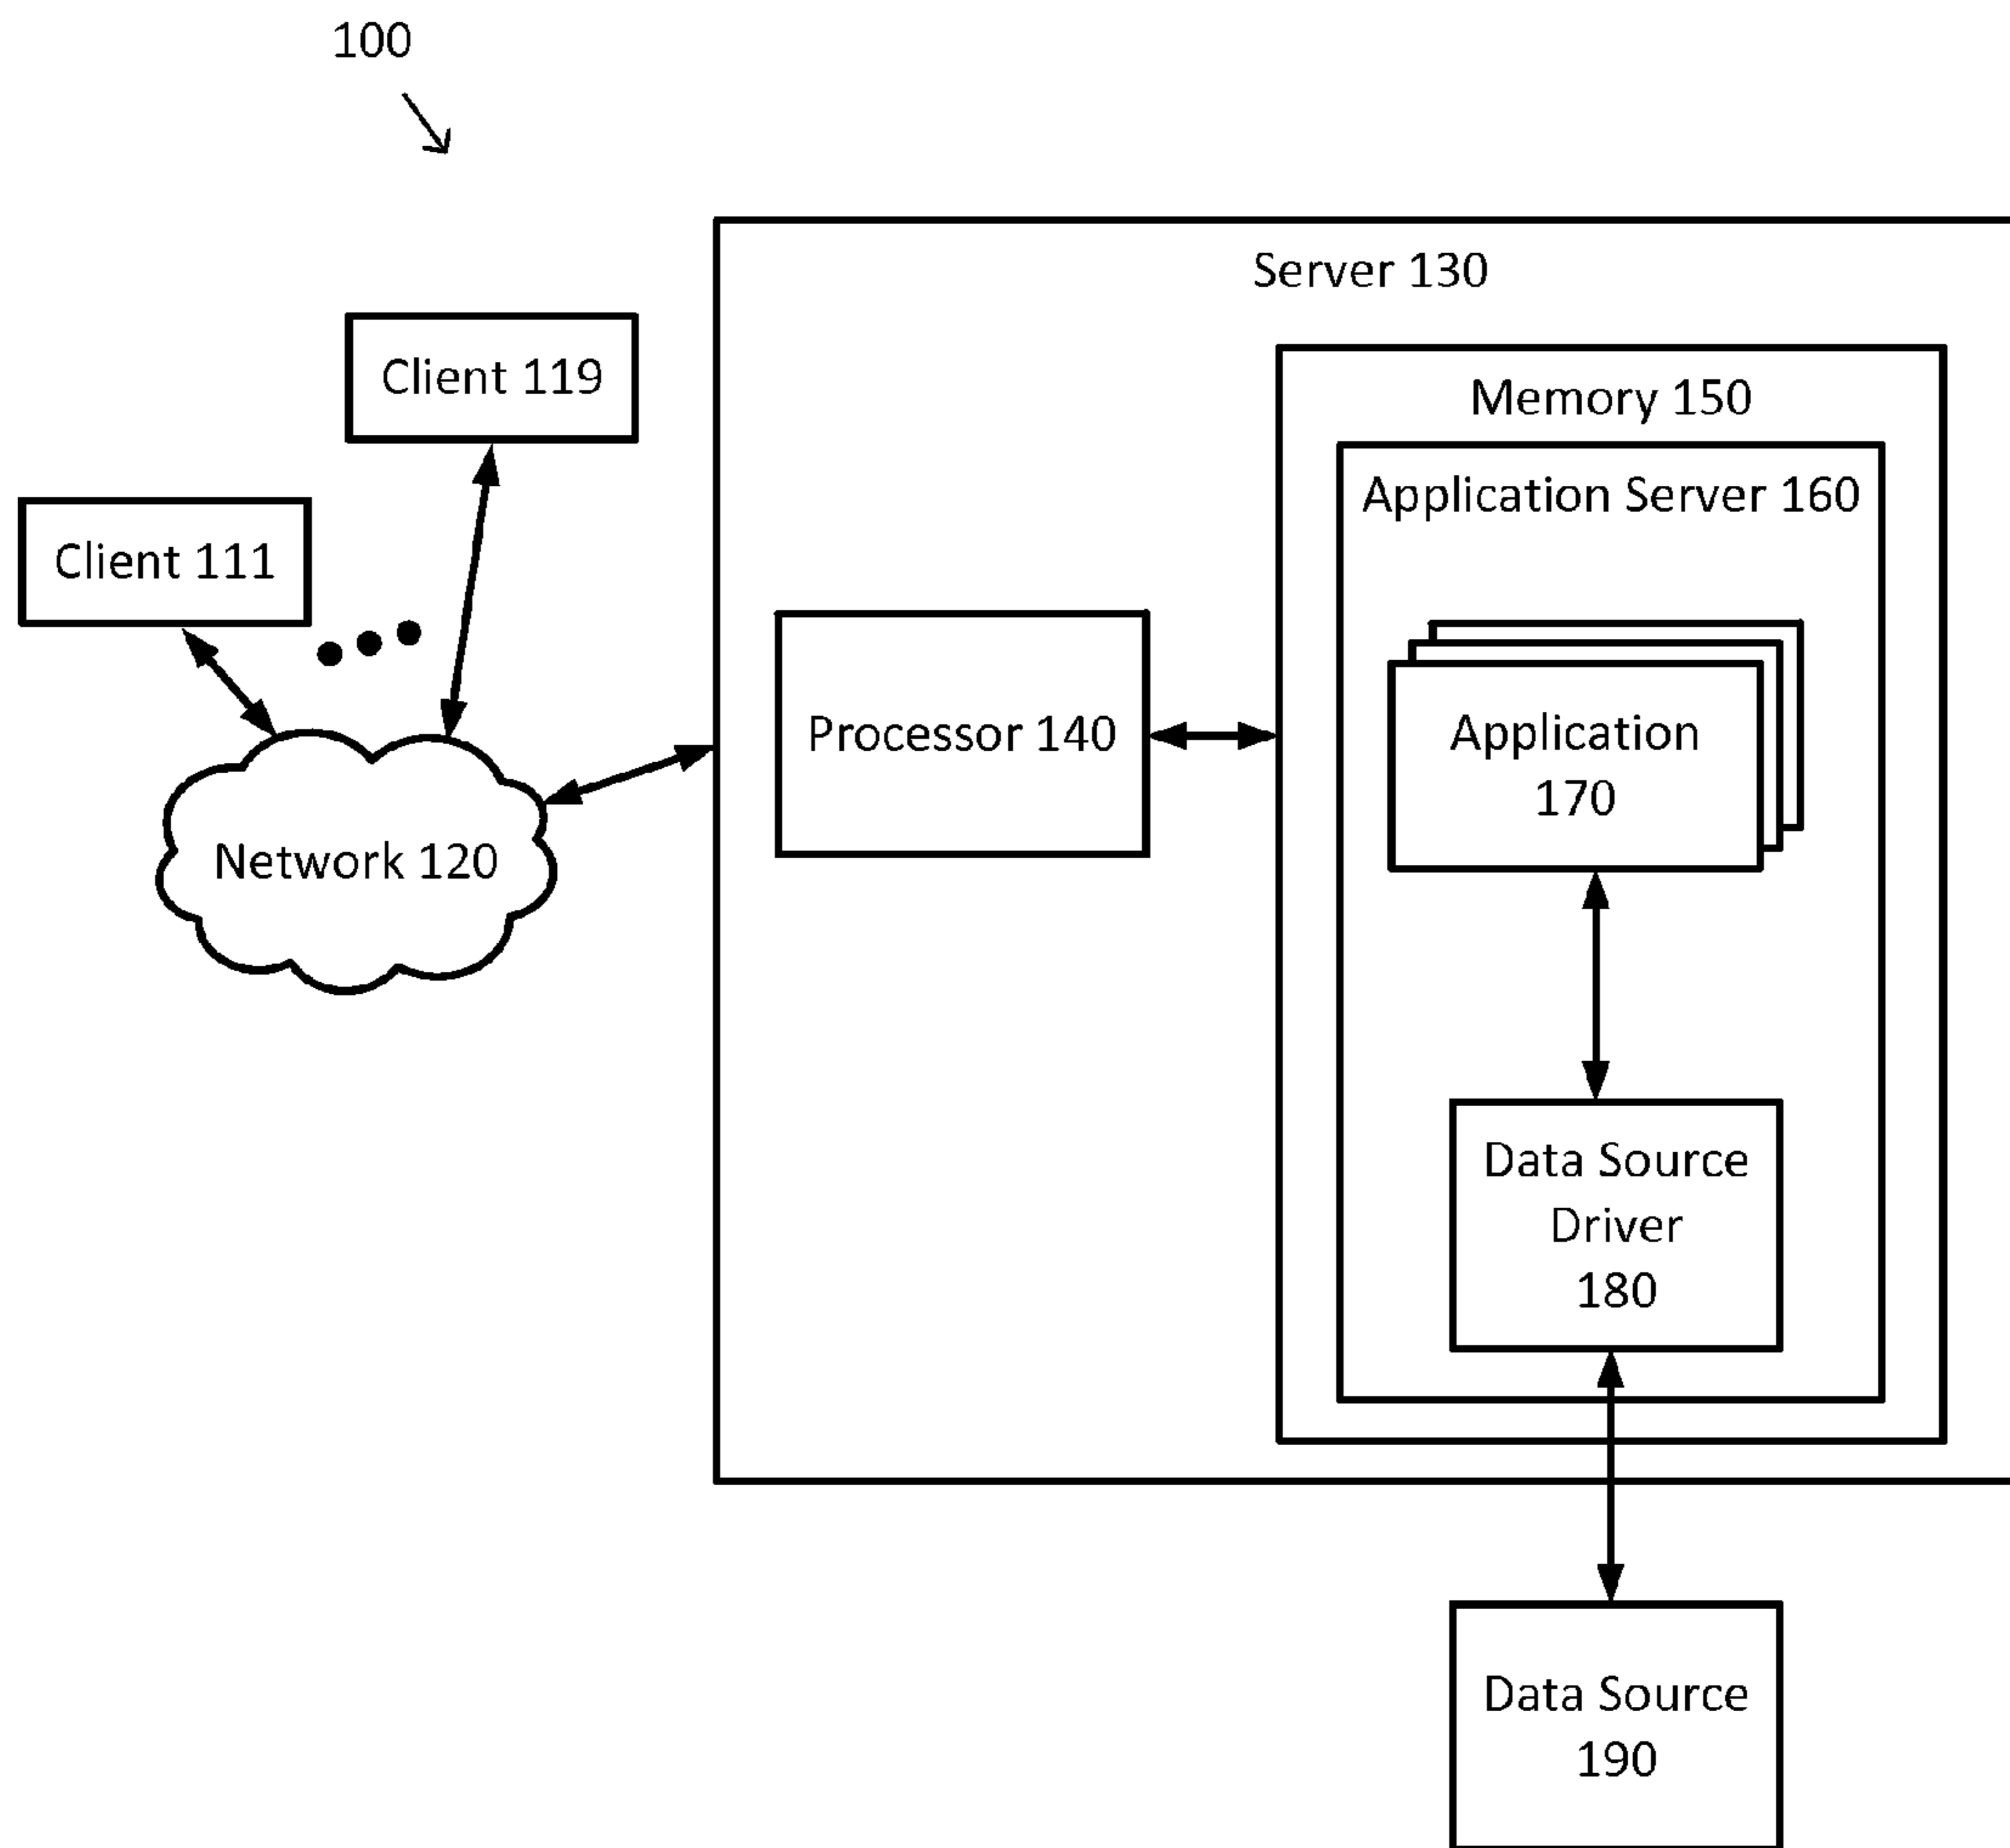 100
Server 130
Client 119
Memory 150
Application Server 160
Client 111
Processor 140
Application
170
Network 120
Data Source
Driver
180
Data Source
190